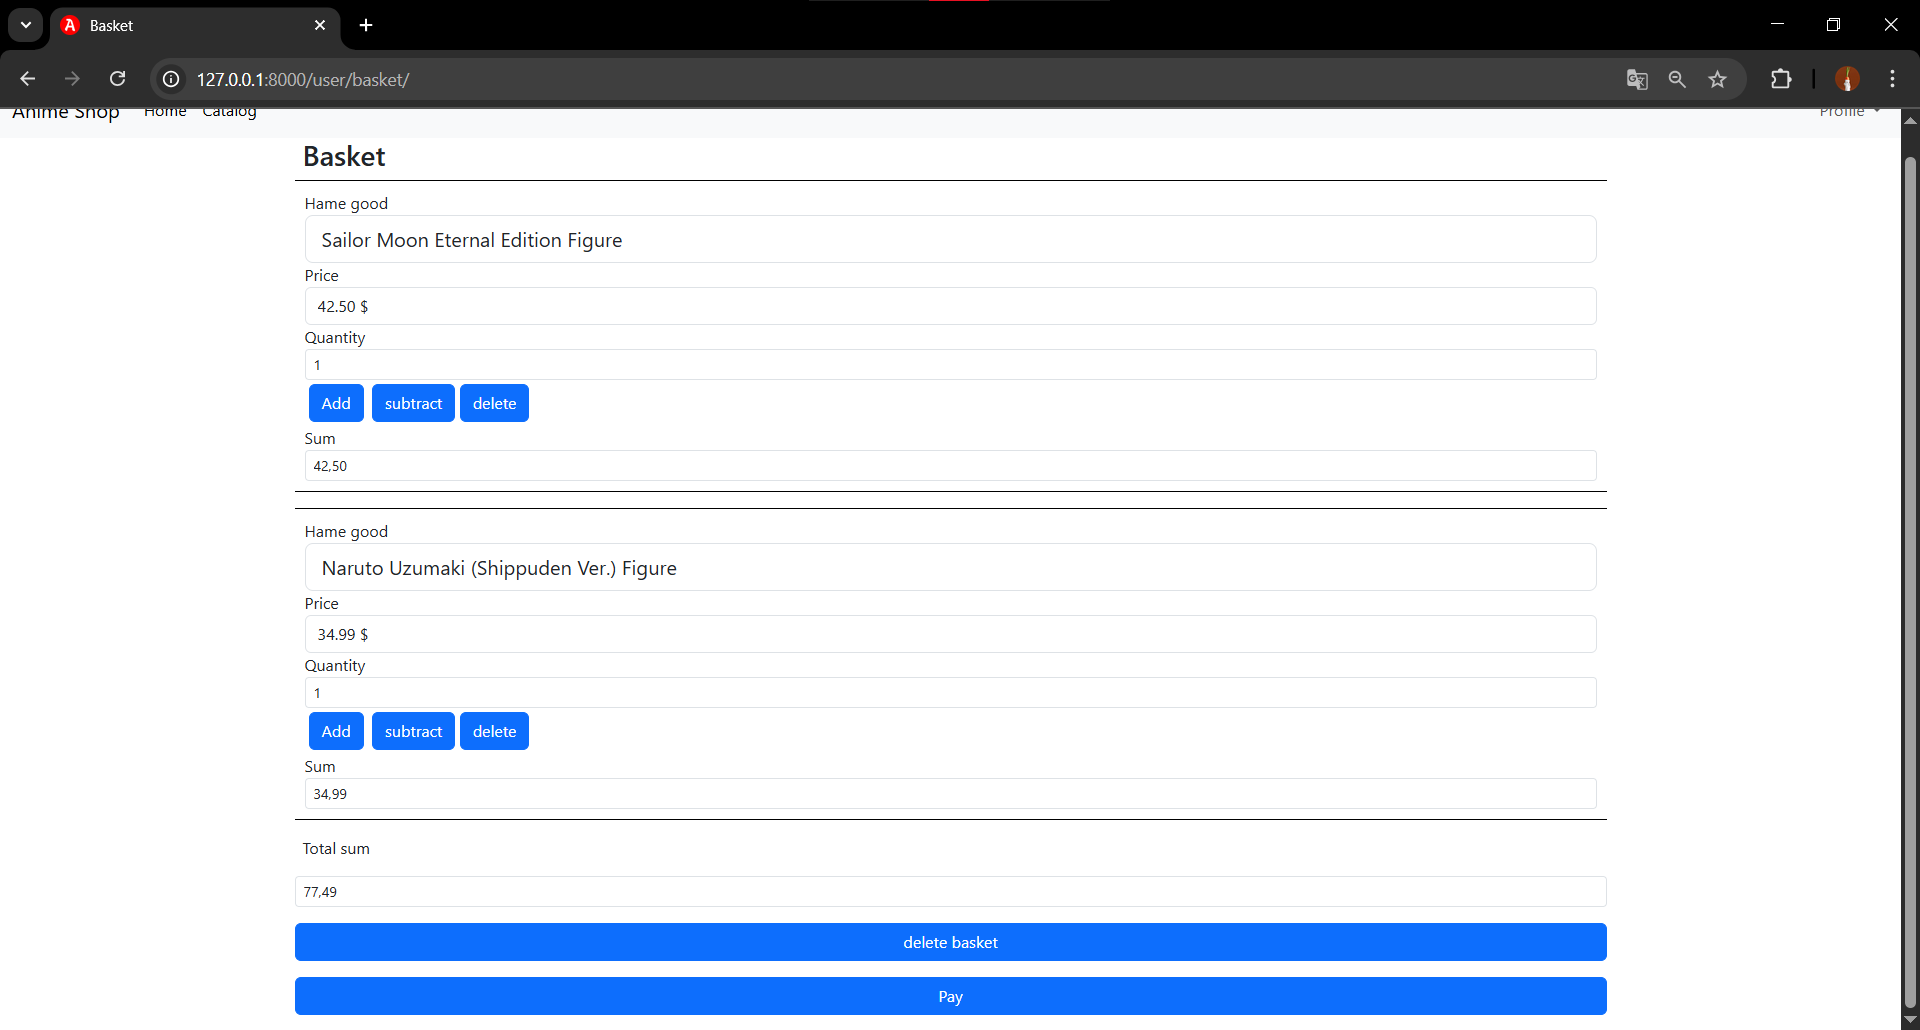 Basket
127.0.0.1:8000/user/basket/
Anime Shop Home Catalog Profile
Basket
Hame good
Sailor Moon Eternal Edition Figure
Price
42.50 $
Quantity
1
Add subtract delete
Sum
42,50
Hame good
Naruto Uzumaki (Shippuden Ver.) Figure
Price
34.99 $
Quantity
1
Add subtract delete
Sum
34,99
Total sum
77,49
delete basket
Pay